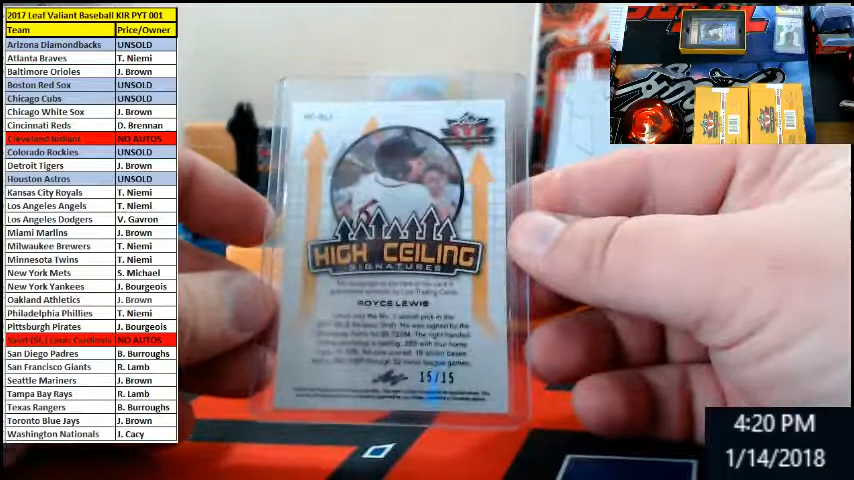 2017 Leaf Valiant Baseball KIR PYT 001
Team Price/Owner
Arizona Diamondbacks UNSOLD
Atlanta Braves T. Niemi
Baltimore Orioles J. Brown
Boston Red Sox UNSOLD
Chicago Cubs UNSOLD
Chicago White Sox J. Brown
Cincinnati Reds D. Brennan
Cleveland Indians NO AUTOS
Colorado Rockies UNSOLD
Detroit Tigers J. Brown
Houston Astros UNSOLD
Kansas City Royals T. Niemi
Los Angeles Angels T. Niemi
Los Angeles Dodgers V. Gavron
Miami Marlins J. Brown
Milwaukee Brewers T. Niemi
Minnesota Twins T. Niemi
New York Mets S. Michael
New York Yankees J. Bourgeois
Oakland Athletics J. Brown
Philadelphia Phillies T. Niemi
Pittsburgh Pirates J. Bourgeois
Saint (St.) Louis Cardinals NO AUTOS
San Diego Padres B. Burroughs
San Francisco Giants R. Lamb
Seattle Mariners J. Brown
Tampa Bay Rays R. Lamb
Texas Rangers B. Burroughs
Toronto Blue Jays J. Brown
Washington Nationals J. Cacy
HC-RL1
HIGH CEILING
SIGNATURES
ROYCE LEWIS
15/15
4:20 PM
1/14/2018